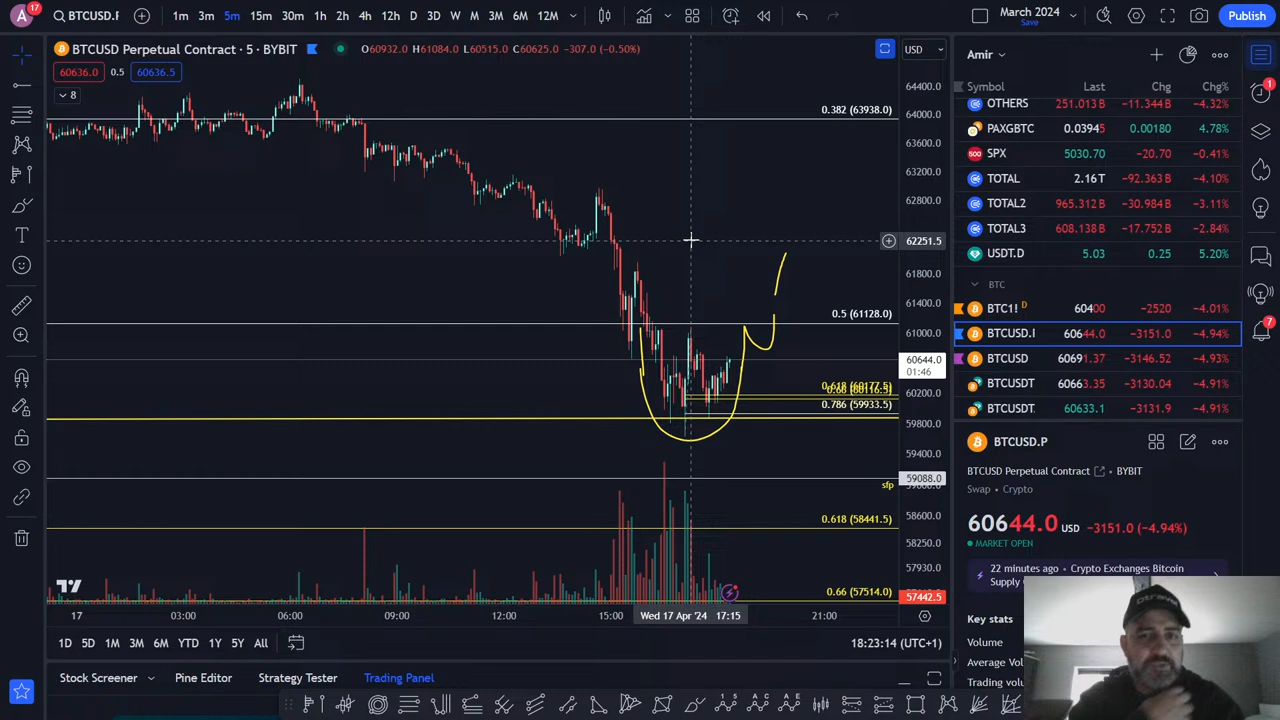 A 17 BTCUSD.F 1m 3m 5m 15m 30m 1h 2h 4h 12h D 3D W M 3M 6M 12M March 2024 Save Publish
BTCUSD Perpetual Contract · 5 · BYBIT O60932.0 H61084.0 L60515.0 C60625.0 −307.0 (−0.50%) USD
60636.0 0.5 60636.5
8
64400.0
0.382 (63938.0) 64000.0
63600.0
63200.0
62800.0
62251.5
61800.0
61400.0
0.5 (61128.0)
61000.0
60644.0
01:46
0.618 (60177.5)
60200.0
0.786 (59933.5)
59800.0
59400.0
59088.0
sfp
58600.0
0.618 (58441.5)
58250.0
57930.0
0.66 (57514.0) 57442.5
17 03:00 06:00 09:00 12:00 15:00 Wed 17 Apr '24 17:15 21:00
1D 5D 1M 3M 6M YTD 1Y 5Y All 18:23:14 (UTC+1)
Stock Screener Pine Editor Strategy Tester Trading Panel
Amir
Symbol Last Chg Chg%
OTHERS 251.013 B −11.344 B −4.32%
PAXGBTC 0.03945 0.00180 4.78%
SPX 5030.70 −20.70 −0.41%
TOTAL 2.16 T −92.363 B −4.10%
TOTAL2 965.312 B −30.984 B −3.11%
TOTAL3 608.138 B −17.752 B −2.84%
USDT.D 5.03 0.25 5.20%
BTC
BTC1! D 60400 −2520 −4.01%
BTCUSD.I 60644.0 −3151.0 −4.94%
BTCUSD 60691.37 −3146.52 −4.93%
BTCUSDT 60663.35 −3130.04 −4.91%
BTCUSDT. 60633.1 −3131.9 −4.91%
BTCUSD.P
BTCUSD Perpetual Contract · BYBIT
Swap · Crypto
60644.0 USD −3151.0 (−4.94%)
MARKET OPEN
22 minutes ago · Crypto Exchanges Bitcoin
Supply
Key stats
Volume
Average Vol
Trading volu
1
7